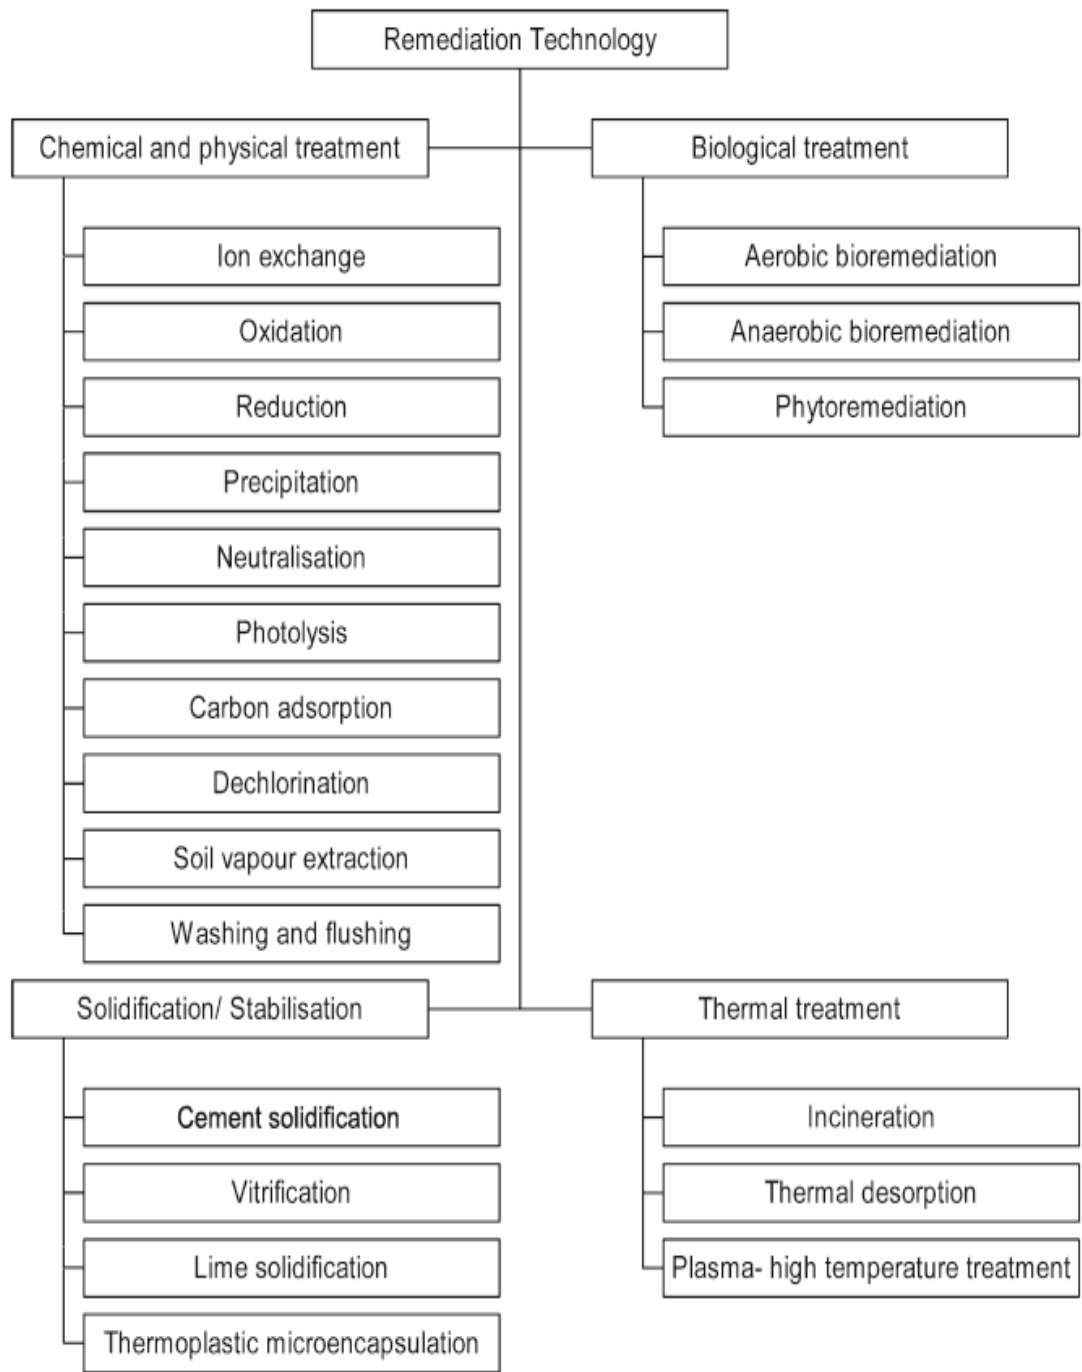 Remediation Technology
Chemical and physical treatment
Ion exchange
Oxidation
Reduction
Precipitation
Neutralisation
Photolysis
Carbon adsorption
Dechlorination
Soil vapour extraction
Washing and flushing
Biological treatment
Aerobic bioremediation
Anaerobic bioremediation
Phytoremediation
Solidification/ Stabilisation
Cement solidification
Vitrification
Lime solidification
Thermoplastic microencapsulation
Thermal treatment
Incineration
Thermal desorption
Plasma- high temperature treatment